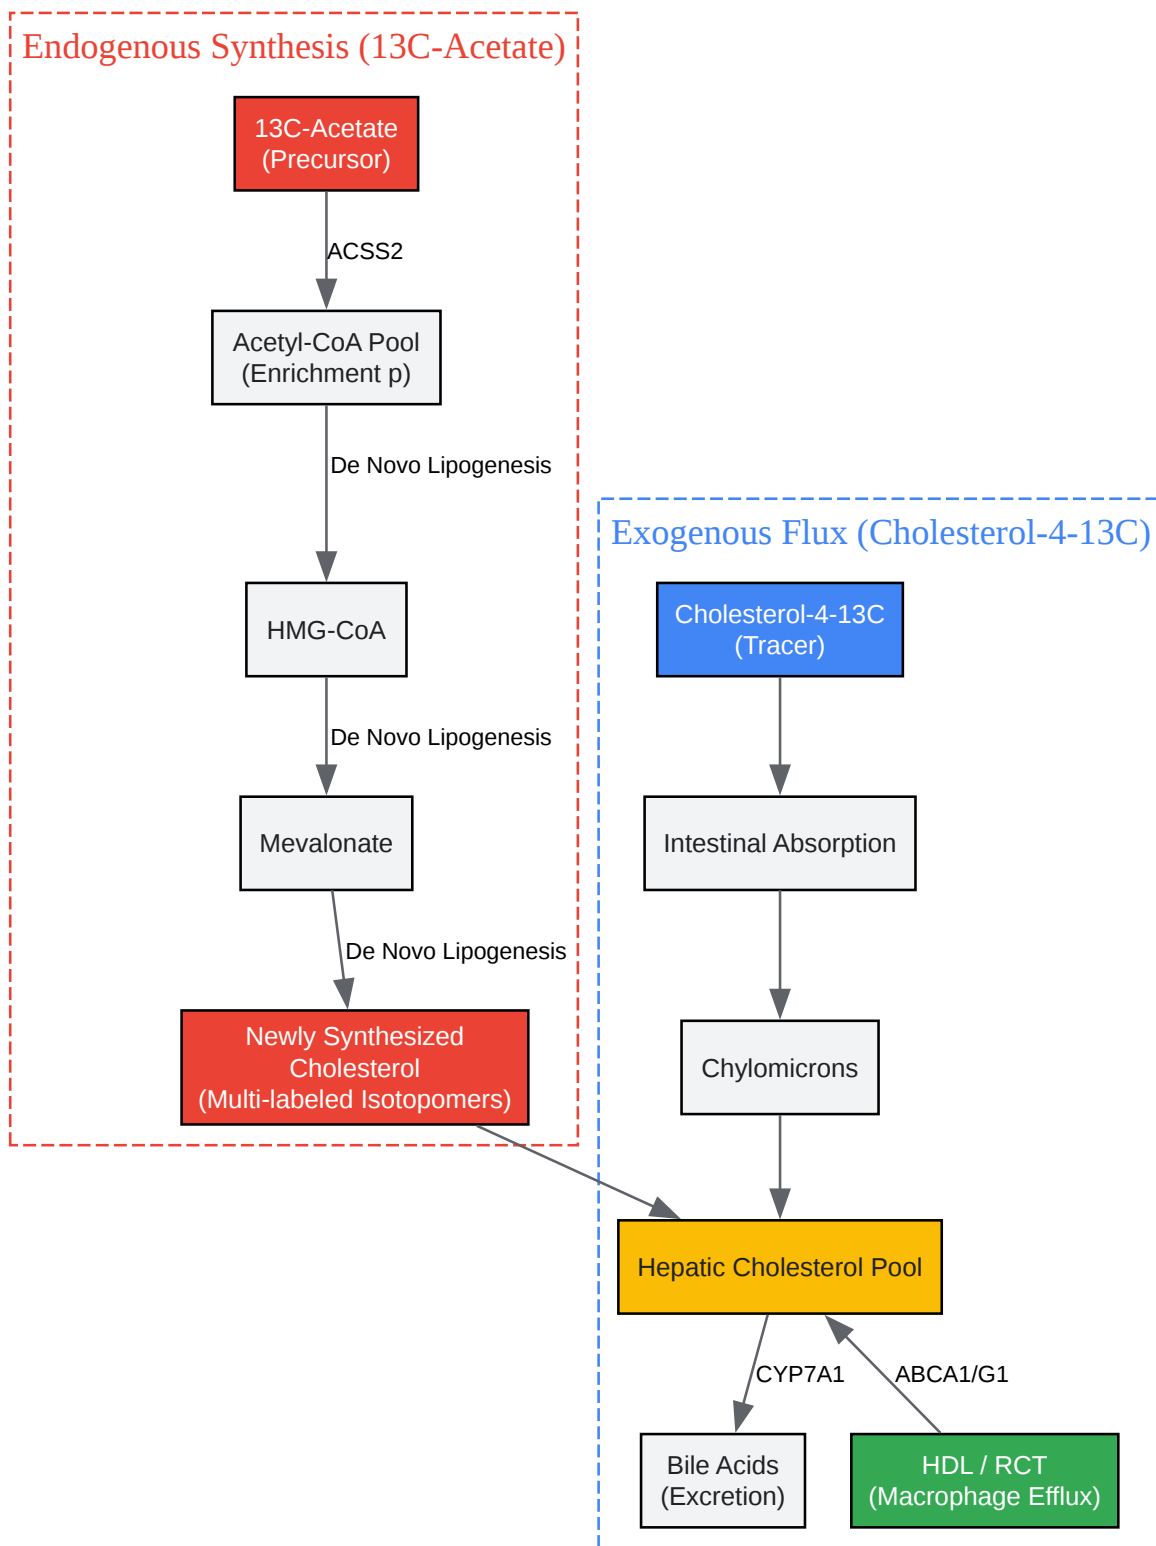 Endogenous Synthesis (13C-Acetate)
13C-Acetate
(Precursor)
ACSS2
Acetyl-CoA Pool
(Enrichment p)
De Novo Lipogenesis
HMG-CoA
De Novo Lipogenesis
Mevalonate
De Novo Lipogenesis
Newly Synthesized
Cholesterol
(Multi-labeled Isotopomers)
Exogenous Flux (Cholesterol-4-13C)
Cholesterol-4-13C
(Tracer)
Intestinal Absorption
Chylomicrons
Hepatic Cholesterol Pool
CYP7A1
ABCA1/G1
Bile Acids
(Excretion)
HDL / RCT
(Macrophage Efflux)